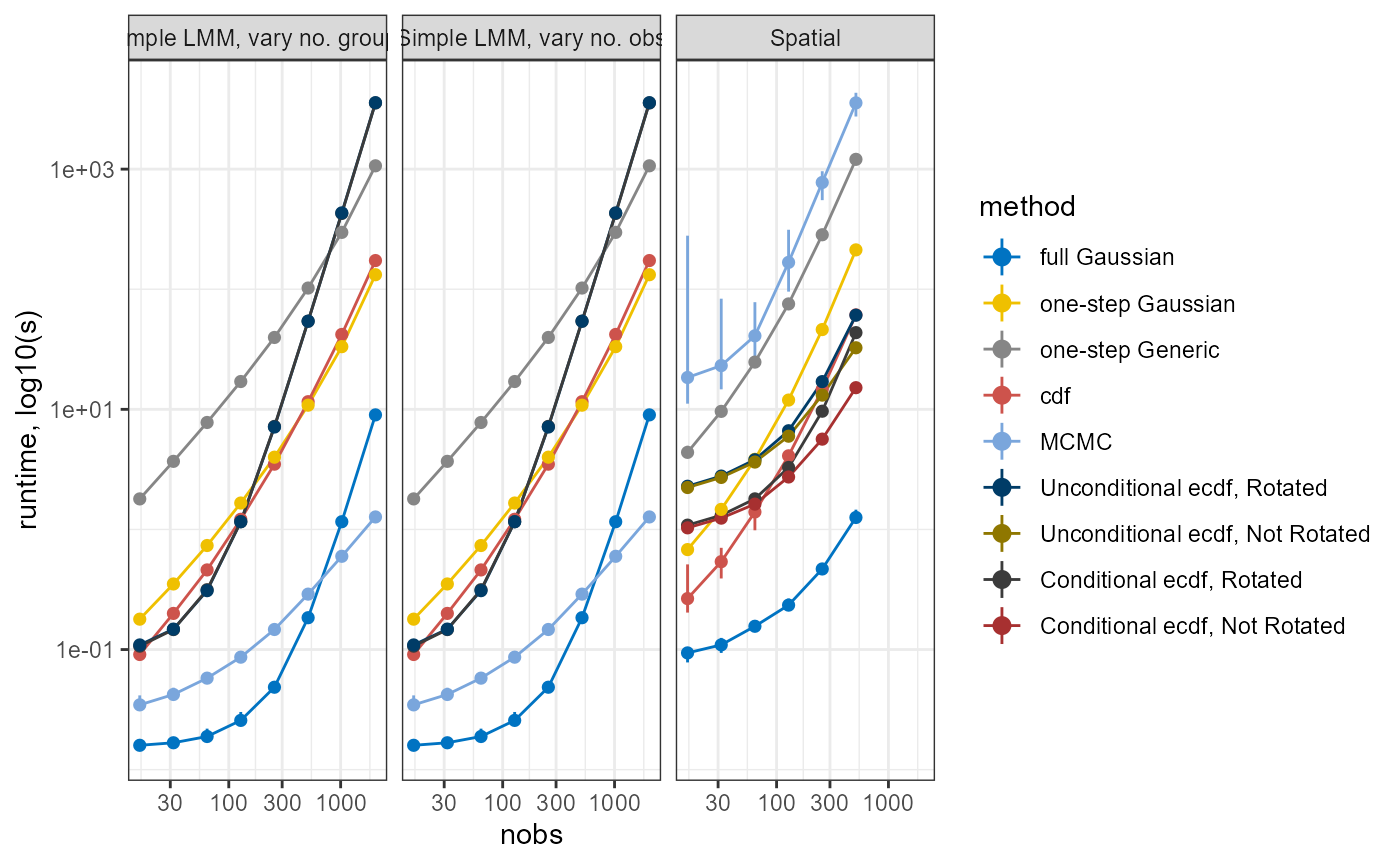 mple LMM, vary no. group
Simple LMM, vary no. obs
Spatial
1e+03
1e+01
1e-01
runtime, log10(s)
30 100 300 1000
30 100 300 1000
30 100 300 1000
nobs
method
full Gaussian
one-step Gaussian
one-step Generic
cdf
MCMC
Unconditional ecdf, Rotated
Unconditional ecdf, Not Rotated
Conditional ecdf, Rotated
Conditional ecdf, Not Rotated